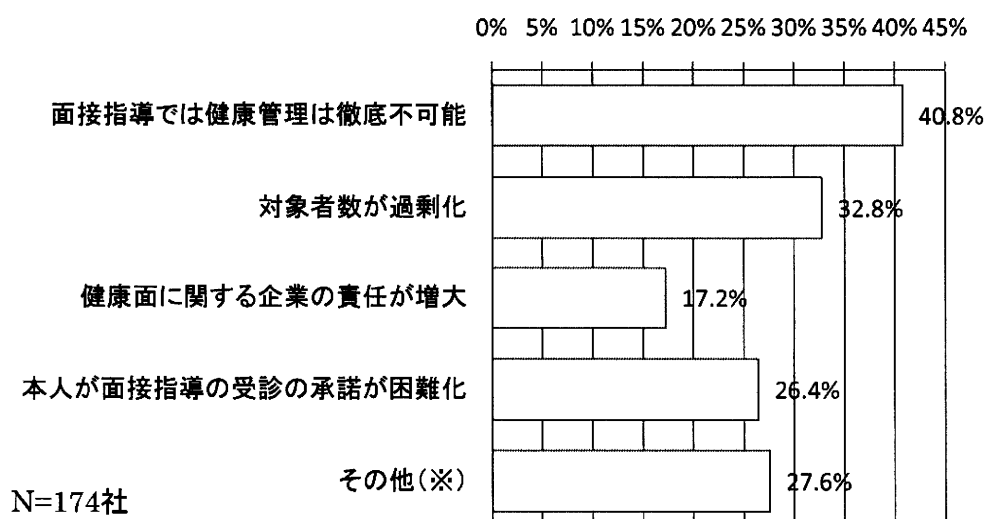 0% 5% 10% 15% 20% 25% 30% 35% 40% 45%
面接指導では健康管理は徹底不可能 40.8%
対象者数が過剰化 32.8%
健康面に関する企業の責任が増大 17.2%
本人が面接指導の受診の承諾が困難化 26.4%
その他(※) 27.6%
N=174社